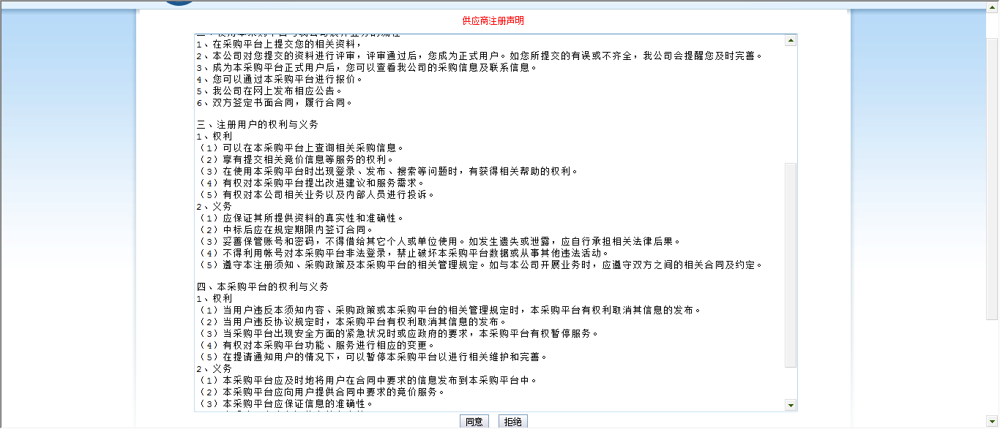 供应商注册声明
1、在采购平台上提交您的相关资料，
2、本公司对您提交的资料进行评审，评审通过后，您成为正式用户。如您所提交的有误或不齐全，我公司会提醒您及时完善。
3、成为本采购平台正式用户后，您可以查看我公司的采购信息及联系信息。
4、您可以通过本采购平台进行报价。
5、我公司在网上发布相应公告。
6、双方签定书面合同，履行合同。
三、注册用户的权利与义务
1、权利
（1）可以在本采购平台上查询相关采购信息。
（2）享有提交相关竞价信息等服务的权利。
（3）在使用本采购平台时出现登录、发布、搜索等问题时，有获得相关帮助的权利。
（4）有权对本采购平台提出改进建议和服务需求。
（5）有权对本公司相关业务以及内部人员进行投诉。
2、义务
（1）应保证其所提供资料的真实性和准确性。
（2）中标后应在规定期限内签订合同。
（3）妥善保管账号和密码，不得借给其它个人或单位使用。如发生遗失或泄露，应自行承担相关法律后果。
（4）不得利用帐号对本采购平台非法登录，禁止破坏本采购平台数据或从事其他违法活动。
（5）遵守本注册须知、采购政策及本采购平台的相关管理规定。如与本公司开展业务时，应遵守双方之间的相关合同及约定。
四、本采购平台的权利与义务
1、权利
（1）当用户违反本须知内容、采购政策或本采购平台的相关管理规定时，本采购平台有权利取消其信息的发布。
（2）当用户违反协议规定时，本采购平台有权利取消其信息的发布。
（3）当采购平台出现安全方面的紧急状况时或应政府的要求，本采购平台有权暂停服务。
（4）有权对本采购平台功能、服务进行相应的变更。
（5）在提请通知用户的情况下，可以暂停本采购平台以进行相关维护和完善。
2、义务
（1）本采购平台应及时地将用户在合同中要求的信息发布到本采购平台中。
（2）本采购平台应向用户提供合同中要求的竞价服务。
（3）本采购平台应保证信息的准确性。
同意 拒绝